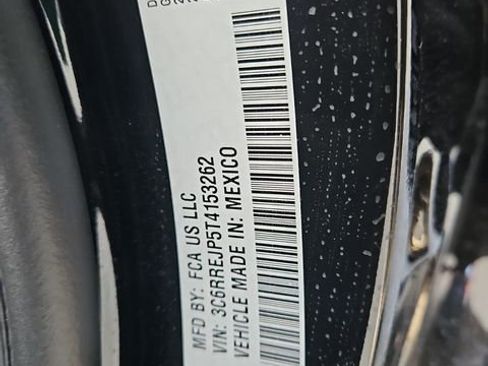 MFD BY: FCA US LLC
VIN: 3C6RREJP5T4153262
VEHICLE MADE IN: MEXICO